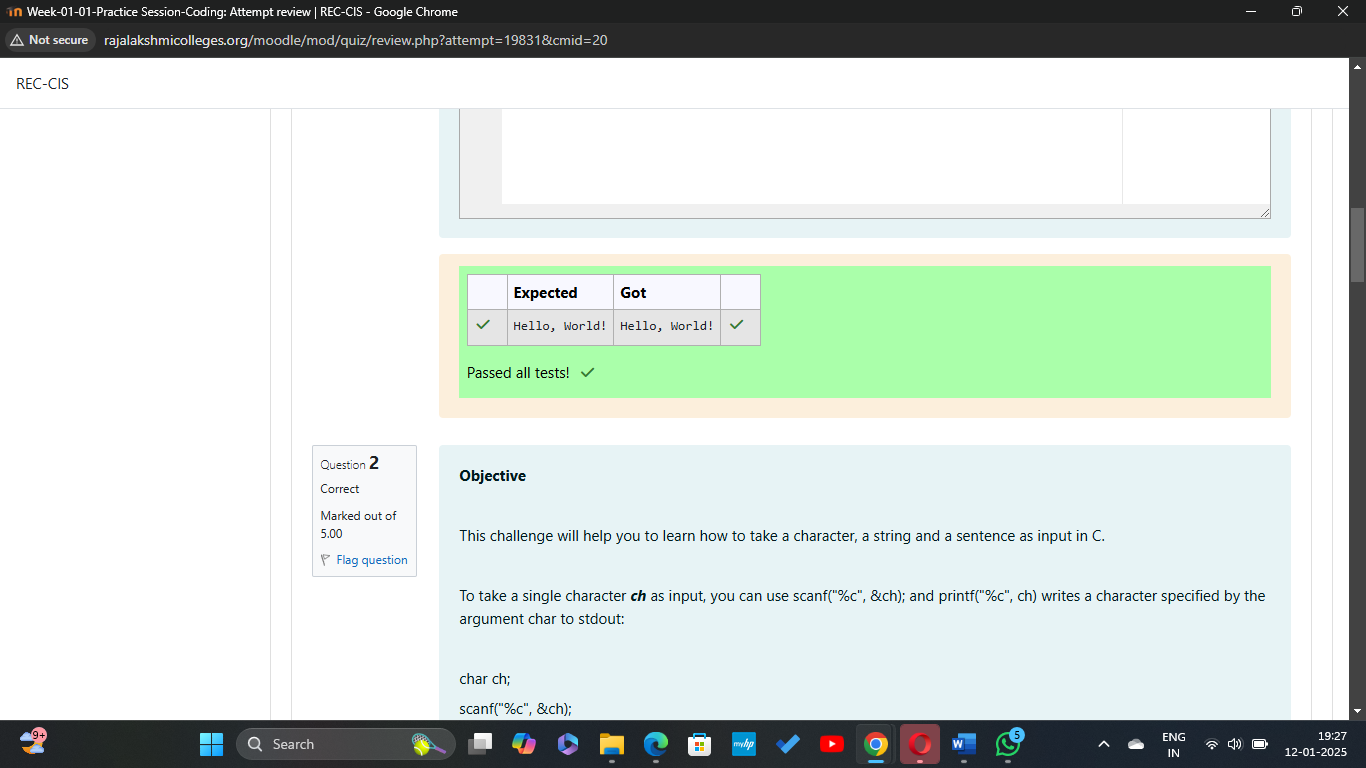 Week-01-01-Practice Session-Coding: Attempt review | REC-CIS - Google Chrome
Not secure rajalakshmicolleges.org/moodle/mod/quiz/review.php?attempt=19831&cmid=20
REC-CIS
Expected Got
Hello, World! Hello, World!
Passed all tests!
Question 2
Correct
Marked out of
5.00
Flag question
Objective
This challenge will help you to learn how to take a character, a string and a sentence as input in C.
To take a single character ch as input, you can use scanf("%c", &ch); and printf("%c", ch) writes a character specified by the
argument char to stdout:
char ch;
scanf("%c", &ch);
9+
Search
myhp
5
ENG
IN
19:27
12-01-2025